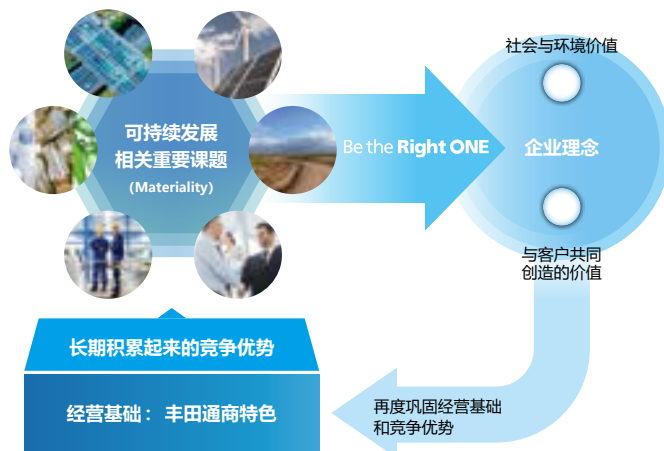 社会与环境价值
可持续发展
相关重要课题
（Materiality）
Be the Right ONE
企业理念
与客户共同
创造的价值
长期积累起来的竞争优势
经营基础： 丰田通商特色
再度巩固经营基础
和竞争优势